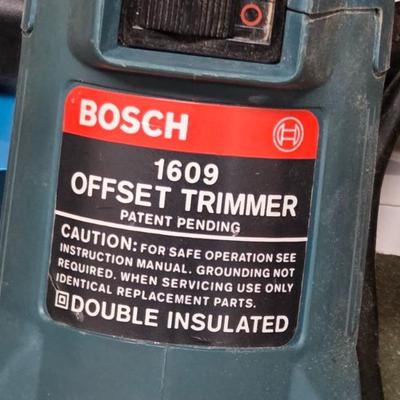 BOSCH
1609
OFFSET TRIMMER
PATENT PENDING
CAUTION: FOR SAFE OPERATION SEE
INSTRUCTION MANUAL. GROUNDING NOT
REQUIRED. WHEN SERVICING USE ONLY
IDENTICAL REPLACEMENT PARTS.
DOUBLE INSULATED